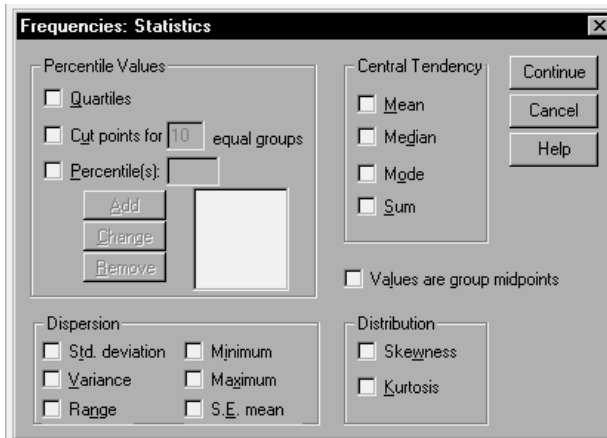 Frequencies: Statistics
Percentile Values
Quartiles
Cut points for 10 equal groups
Percentile(s):
Add
Change
Remove
Central Tendency
Mean
Median
Mode
Sum
Continue
Cancel
Help
Values are group midpoints
Dispersion
Std. deviation Minimum
Variance Maximum
Range S.E. mean
Distribution
Skewness
Kurtosis